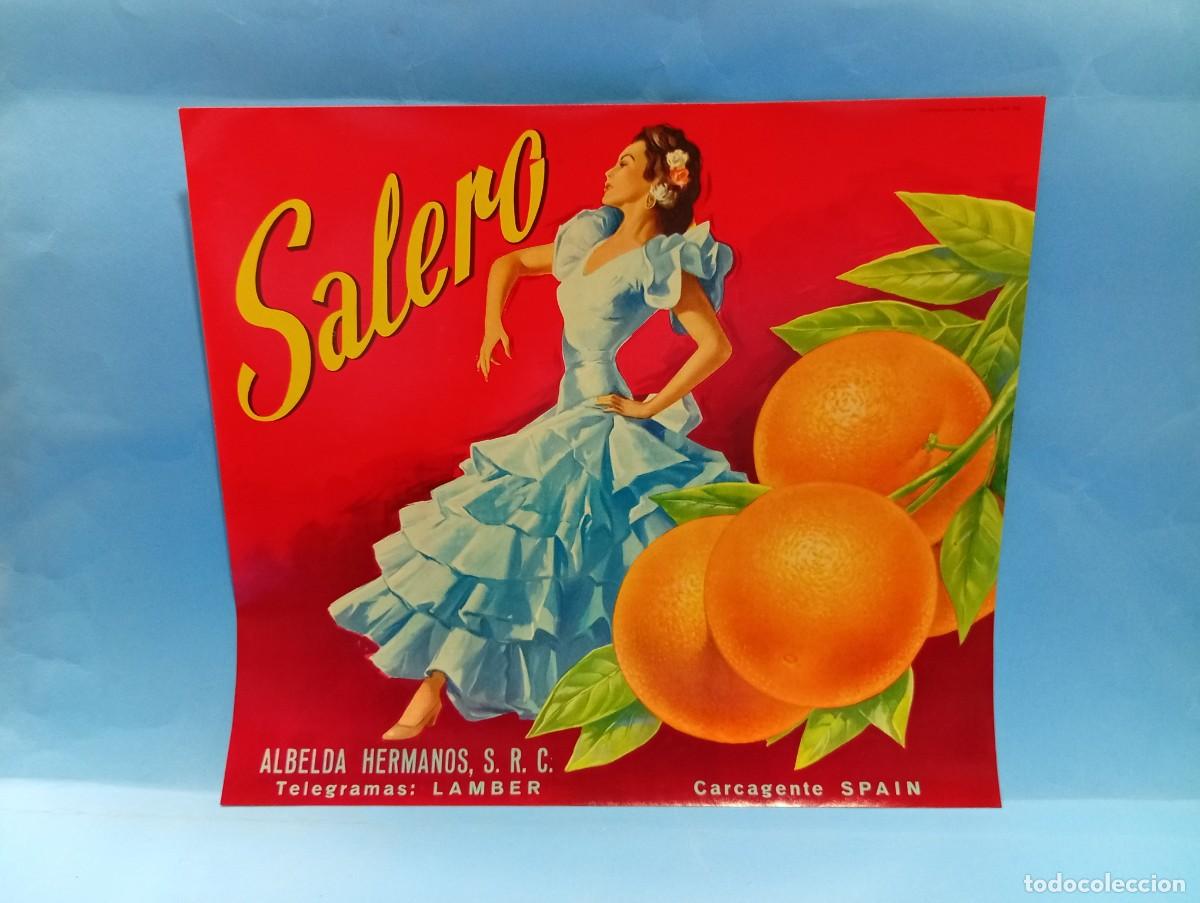 Salero
ALBELDA HERMANOS, S. R. C.
Telegramas: LAMBER
Carcagente SPAIN
todocoleccion